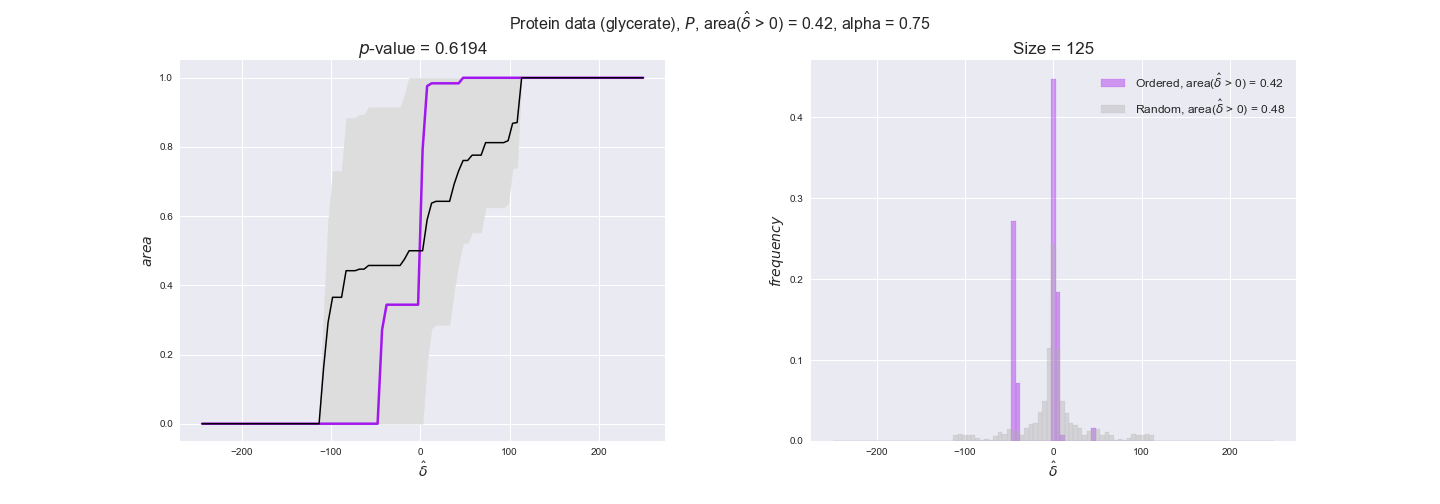 Protein data (glycerate), P, area(δ̂ > 0) = 0.42, alpha = 0.75
p-value = 0.6194
1.0
0.8
0.6
0.4
0.2
0.0
area
−200 −100 0 100 200
δ̂
Size = 125
Ordered, area(δ̂ > 0) = 0.42
Random, area(δ̂ > 0) = 0.48
0.4
0.3
0.2
0.1
0.0
frequency
−200 −100 0 100 200
δ̂